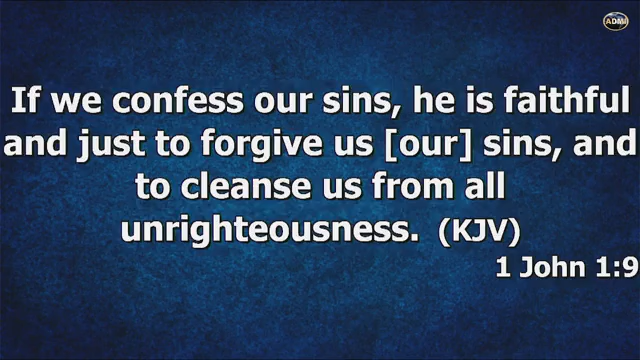 ADMI
If we confess our sins, he is faithful
and just to forgive us [our] sins, and
to cleanse us from all
unrighteousness.  (KJV)
1 John 1:9